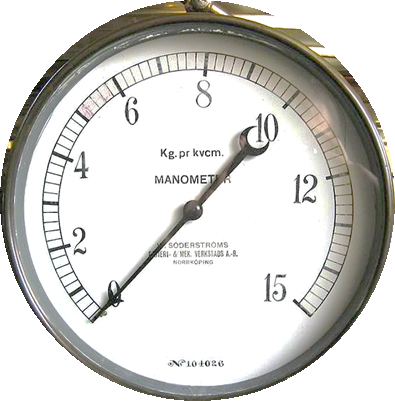 8
6
10
Kg. pr kvcm.
4
MANOMETER
12
2
SÖDERSTRÖMS
& MEK. VERKSTADS A.-B.
NORRKÖPING
0
15
No 104026